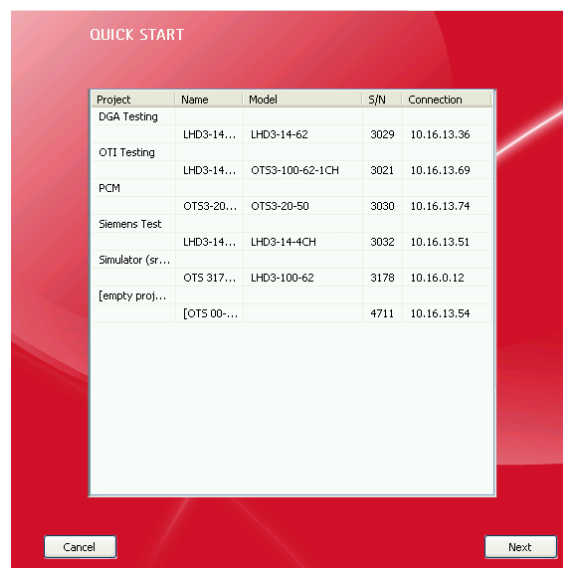 QUICK START
Project Name Model S/N Connection
DGA Testing
LHD3-14... LHD3-14-62 3029 10.16.13.36
OTI Testing
LHD3-14... OTS3-100-62-1CH 3021 10.16.13.69
PCM
OTS3-20... OTS3-20-50 3030 10.16.13.74
Siemens Test
LHD3-14... LHD3-14-4CH 3032 10.16.13.51
Simulator (sr...
OTS 317... LHD3-100-62 3178 10.16.0.12
[empty proj...
[OTS 00-... 4711 10.16.13.54
Cancel Next